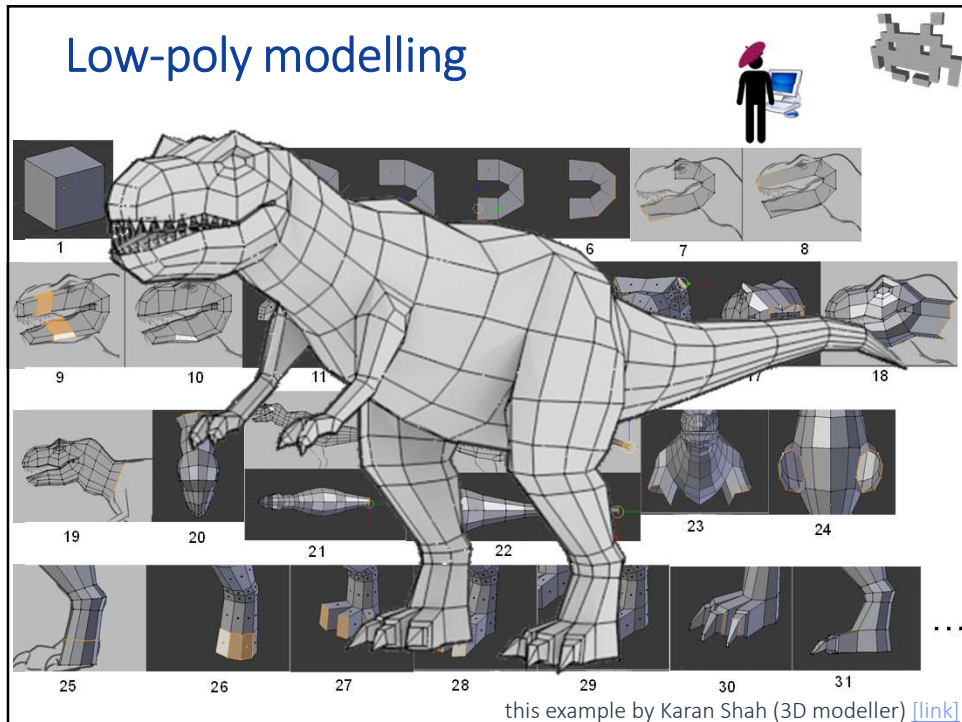 Low-poly modelling
1 6 7 8
9 10 11 17 18
19 20 21 22 23 24
25 26 27 28 29 30 31
...
this example by Karan Shah (3D modeller) [link]